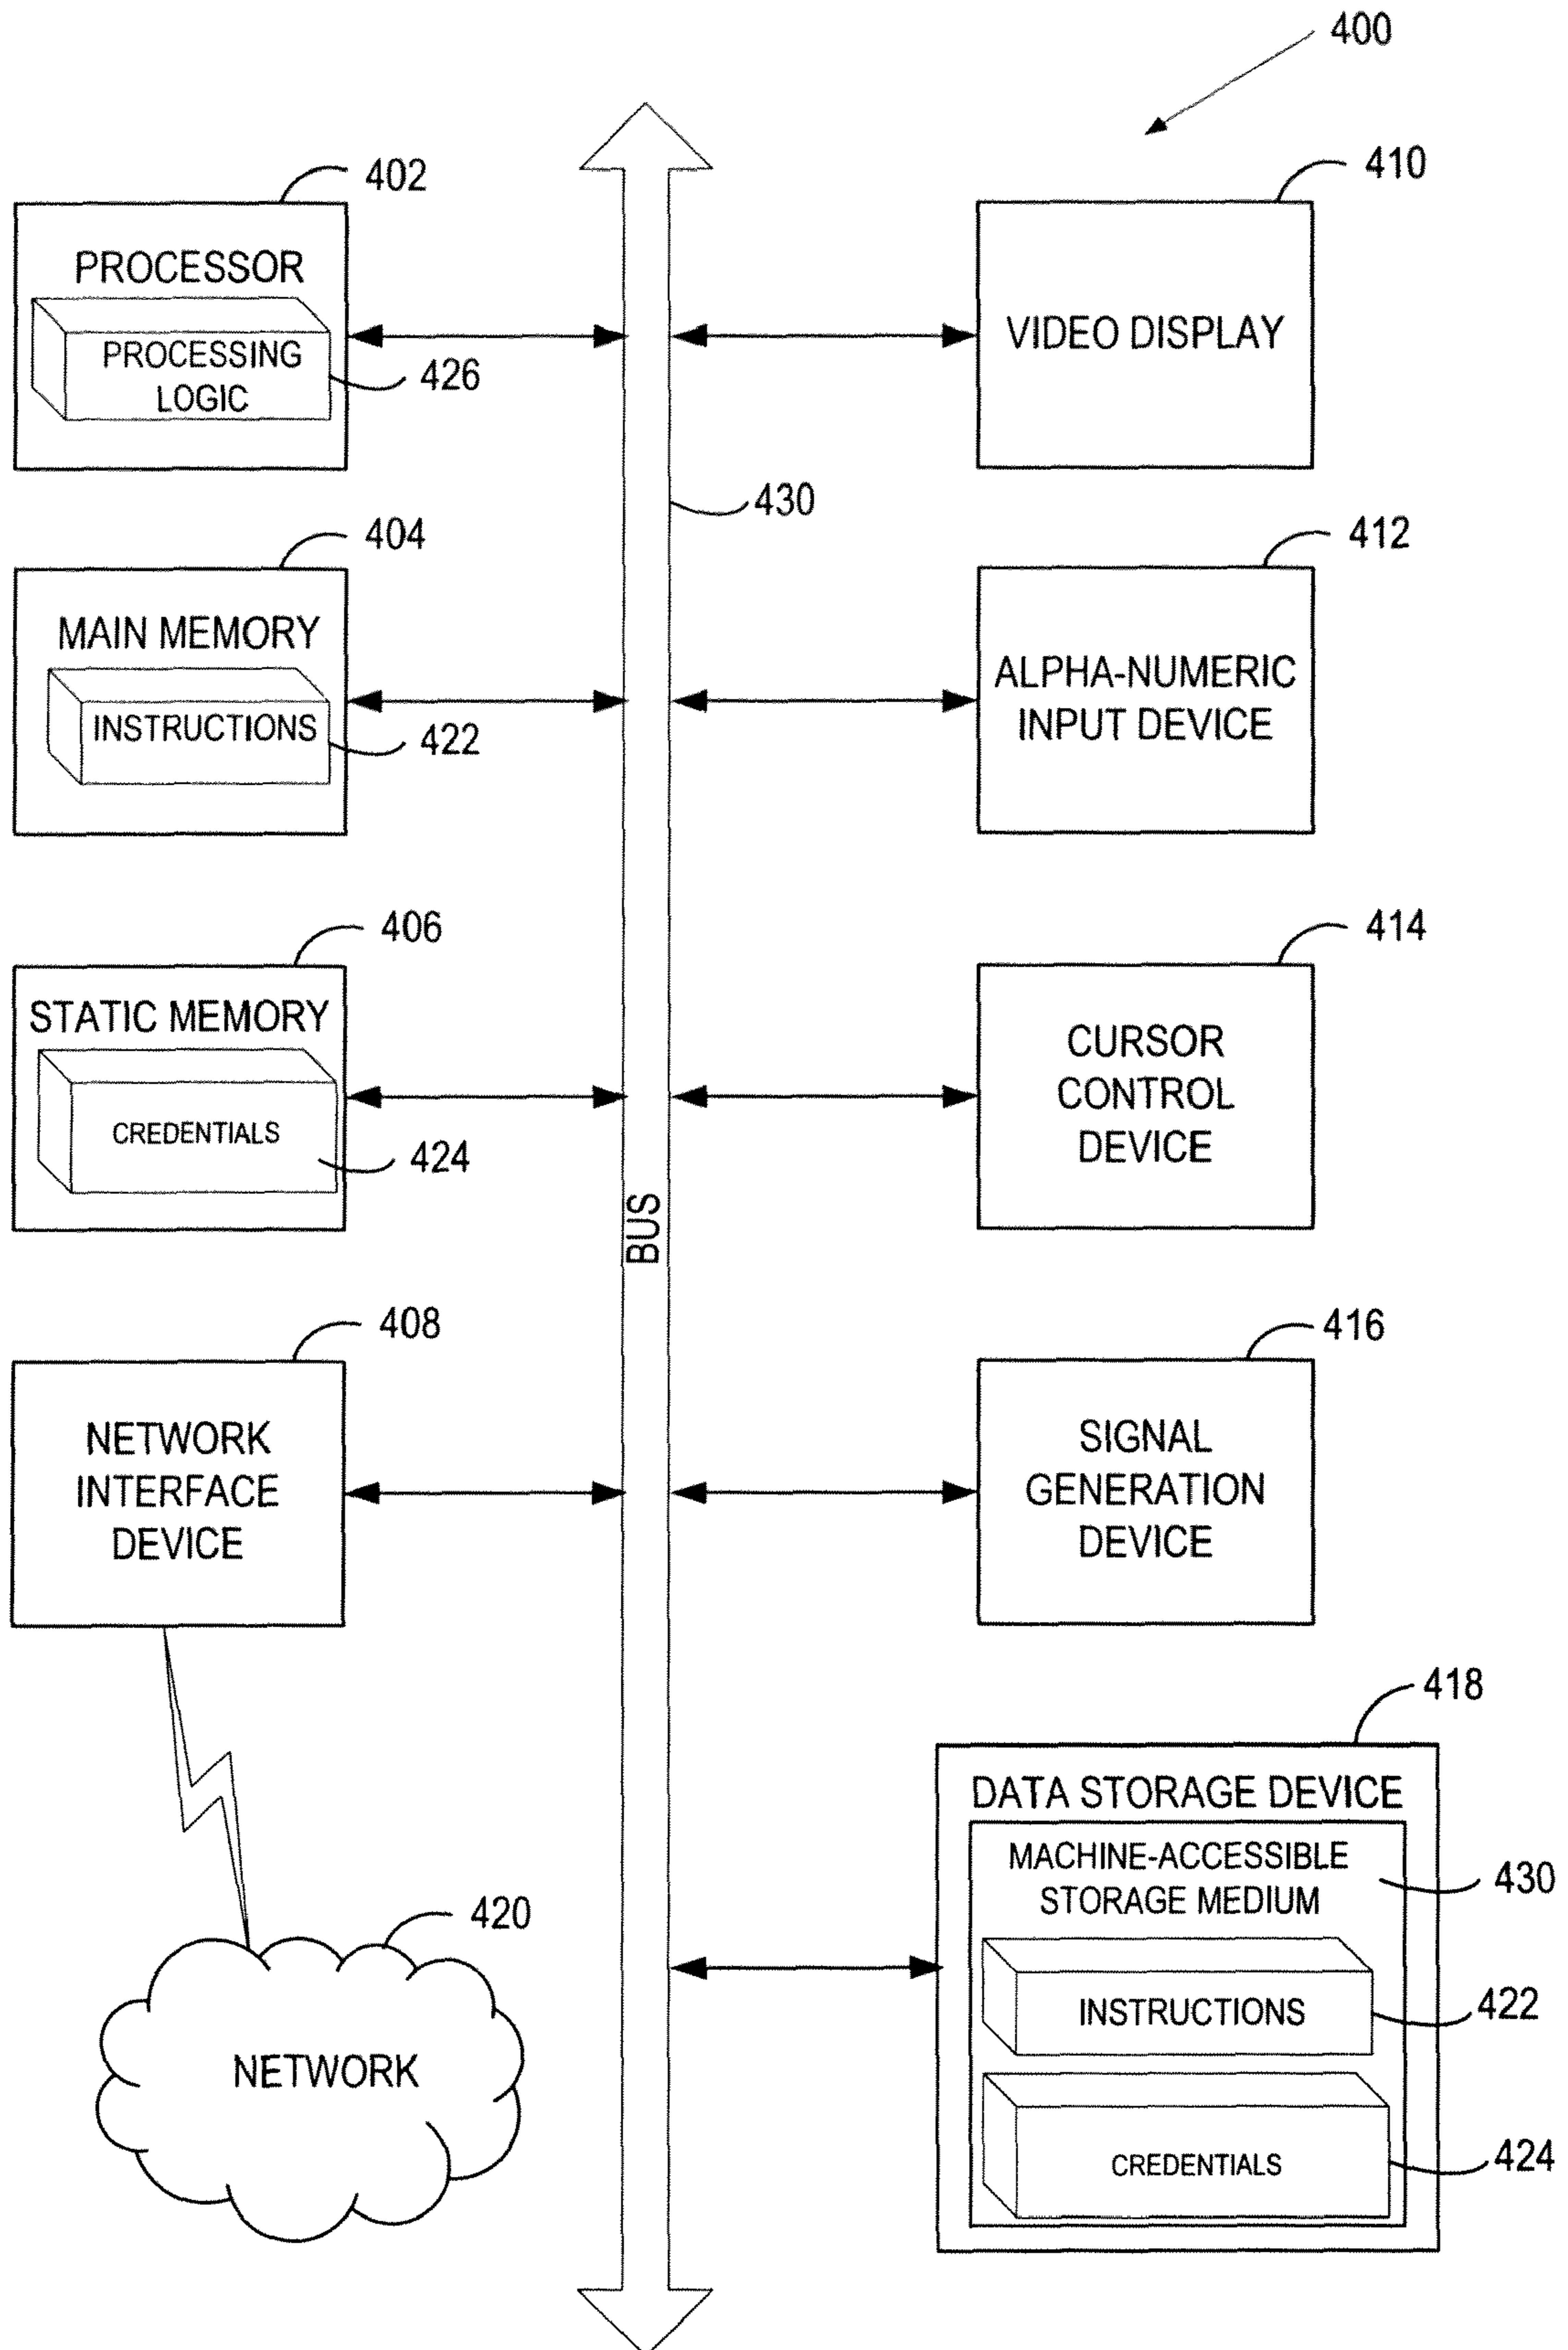 400
402
PROCESSOR
PROCESSING
LOGIC
426
410
VIDEO DISPLAY
430
404
MAIN MEMORY
INSTRUCTIONS
422
412
ALPHA-NUMERIC
INPUT DEVICE
406
STATIC MEMORY
CREDENTIALS
424
414
CURSOR
CONTROL
DEVICE
BUS
408
NETWORK
INTERFACE
DEVICE
416
SIGNAL
GENERATION
DEVICE
420
NETWORK
418
DATA STORAGE DEVICE
MACHINE-ACCESSIBLE
STORAGE MEDIUM
430
INSTRUCTIONS
422
CREDENTIALS
424